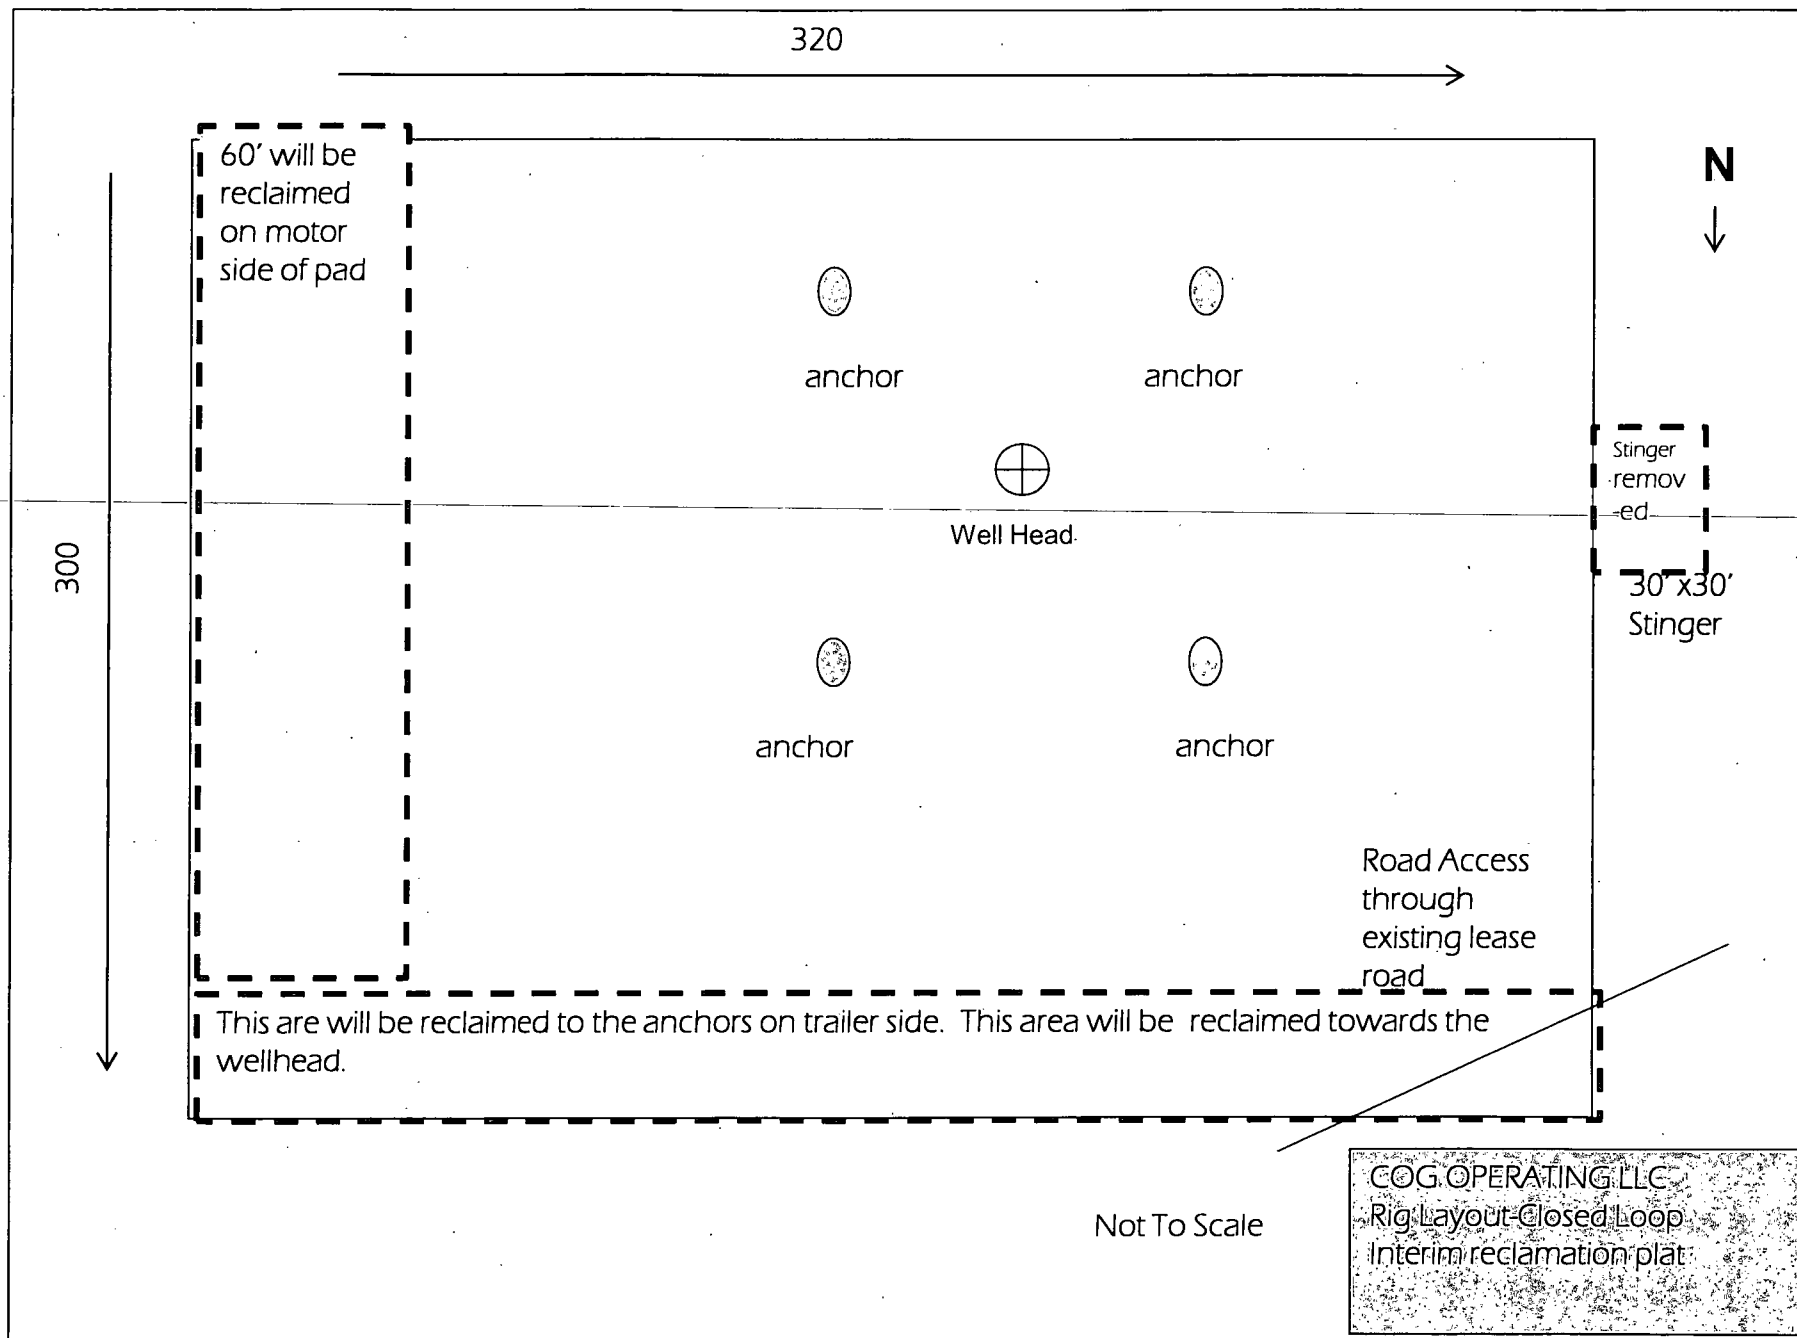 320
60' will be
reclaimed
on motor
side of pad
N
anchor
anchor
Stinger
remov
-ed
Well Head
300
30' x30'
Stinger
anchor
anchor
Road Access
through
existing lease
road
This are will be reclaimed to the anchors on trailer side.  This area will be  reclaimed towards the
wellhead.
Not To Scale
COG OPERATING LLC
Rig Layout-Closed Loop
Interim reclamation plat